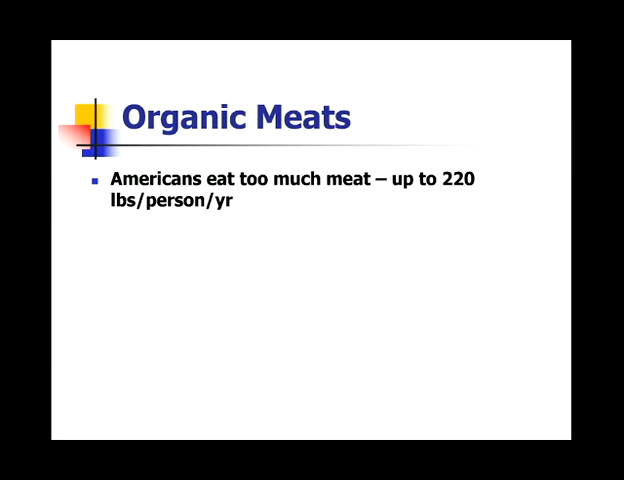 Organic Meats
Americans eat too much meat – up to 220
lbs/person/yr